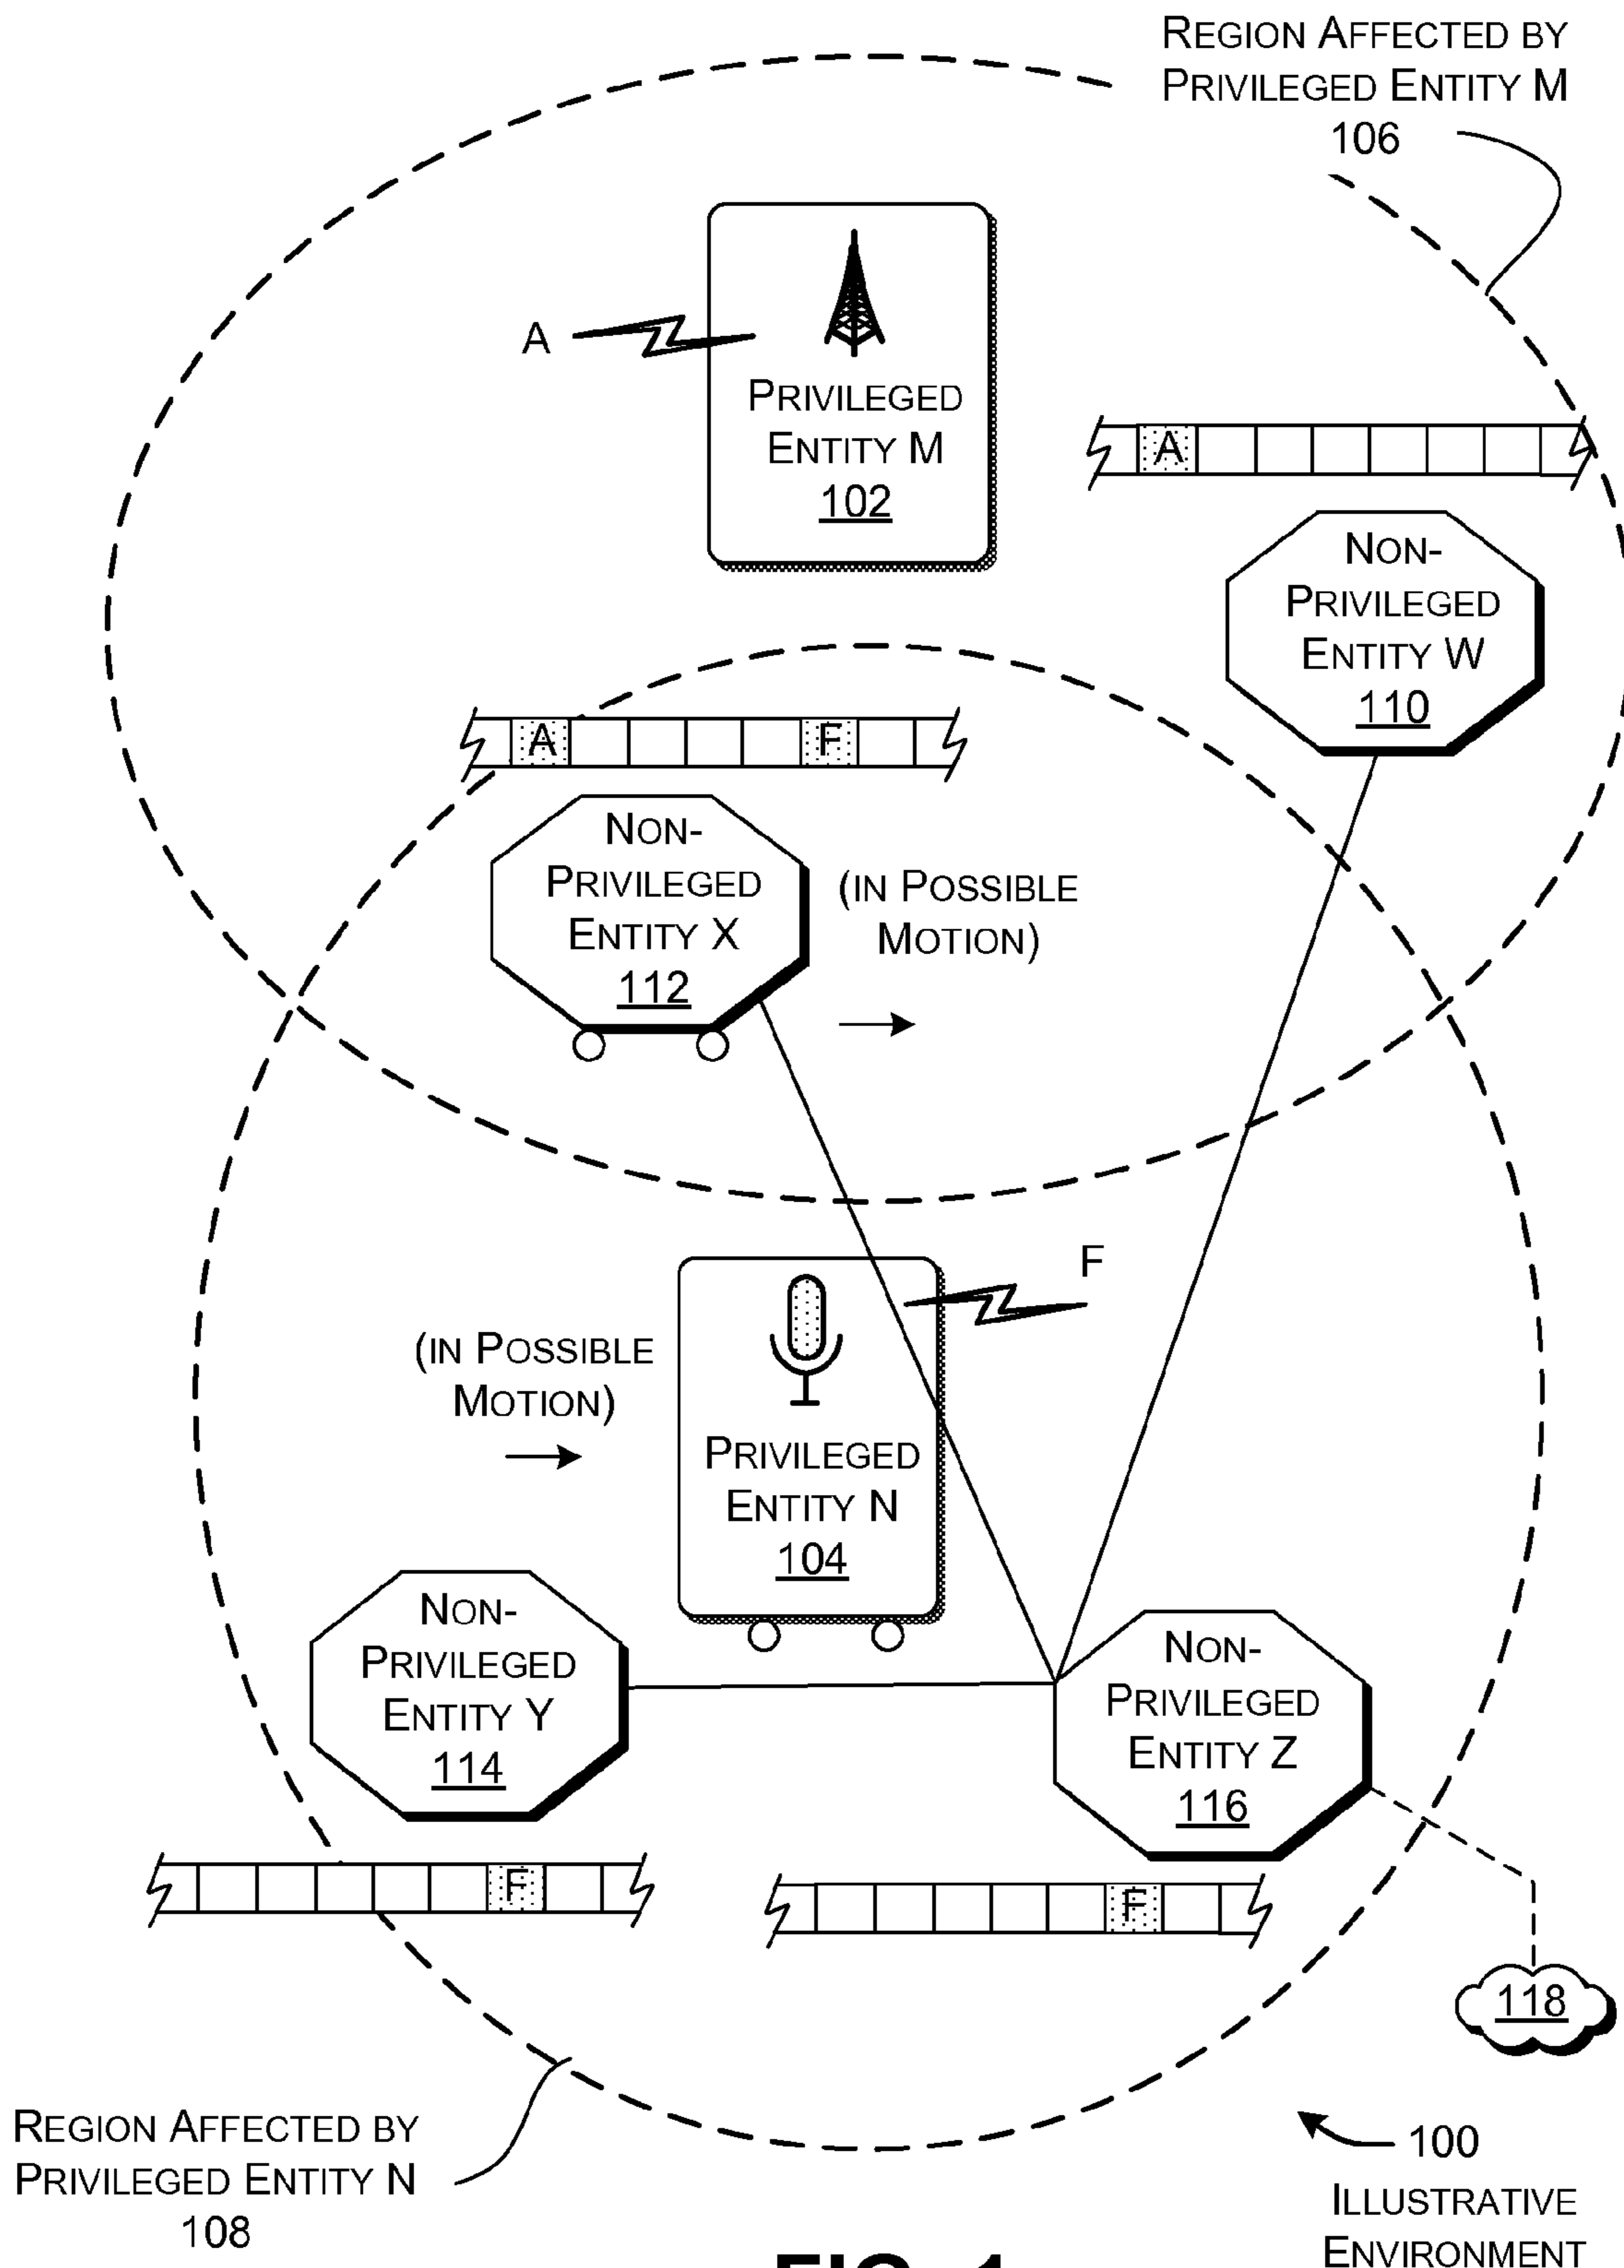 REGION AFFECTED BY
PRIVILEGED ENTITY M
106
A
PRIVILEGED
ENTITY M
102
A
NON-
PRIVILEGED
ENTITY W
110
A F
NON-
PRIVILEGED
ENTITY X
112
(IN POSSIBLE
MOTION)
F
(IN POSSIBLE
MOTION)
PRIVILEGED
ENTITY N
104
NON-
PRIVILEGED
ENTITY Y
114
NON-
PRIVILEGED
ENTITY Z
116
F
F
118
REGION AFFECTED BY
PRIVILEGED ENTITY N
108
100
ILLUSTRATIVE
ENVIRONMENT
FIG. 1